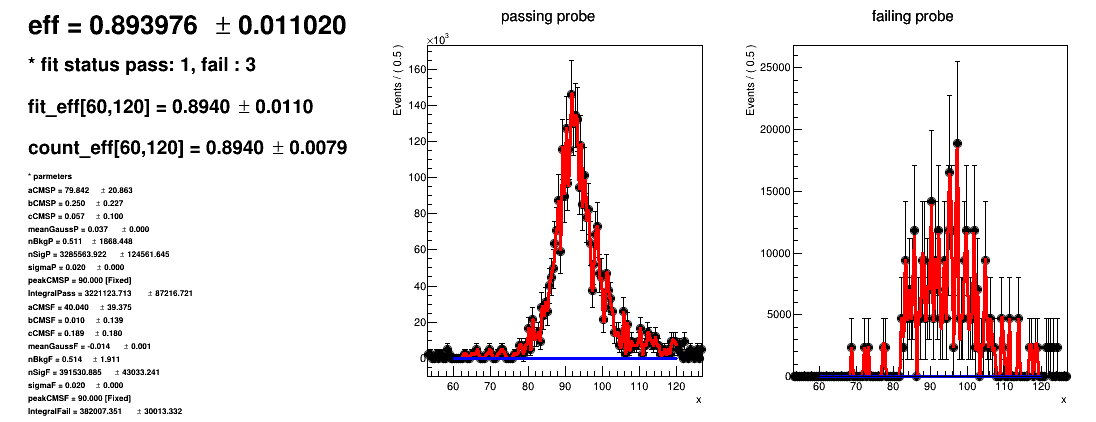 eff = 0.893976 ± 0.011020
* fit status pass: 1, fail : 3
fit_eff[60,120] = 0.8940 ± 0.0110
count_eff[60,120] = 0.8940 ± 0.0079
* parmeters
aCMSP = 79.842 ± 20.863
bCMSP = 0.250 ± 0.227
cCMSP = 0.057 ± 0.100
meanGaussP = 0.037 ± 0.000
nBkgP = 0.511 ± 1868.448
nSigP = 3285563.922 ± 124561.645
sigmaP = 0.020 ± 0.000
peakCMSP = 90.000 [Fixed]
IntegralPass = 3221123.713 ± 87216.721
aCMSF = 40.040 ± 39.375
bCMSF = 0.010 ± 0.139
cCMSF = 0.189 ± 0.180
meanGaussF = -0.014 ± 0.001
nBkgF = 0.514 ± 1.911
nSigF = 391530.885 ± 43033.241
sigmaF = 0.020 ± 0.000
peakCMSF = 90.000 [Fixed]
IntegralFail = 382007.351 ± 30013.332
passing probe
×10³
Events / ( 0.5 )
160
140
120
100
80
60
40
20
0
60 70 80 90 100 110 120
x
failing probe
Events / ( 0.5 )
25000
20000
15000
10000
5000
0
60 70 80 90 100 110 120
x